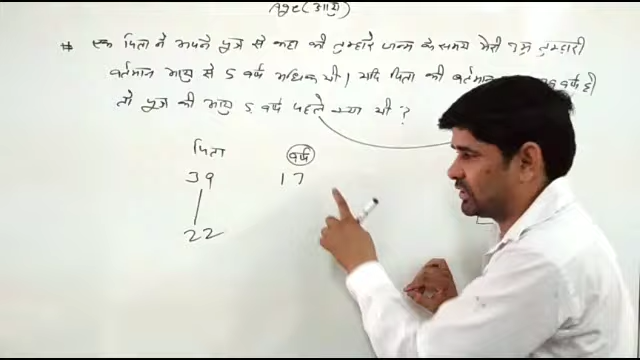 Age (आयु)
# एक पिता ने अपने पुत्र से कहा की तुम्हारे जन्म के समय मेरी उम्र तुम्हारी
वर्तमान आयु से 5 वर्ष अधिक थी। यदि पिता की वर्तमान वर्ष है
तो पुत्र की आयु 5 वर्ष पहले क्या थी?
पिता वर्ष
39 17
22